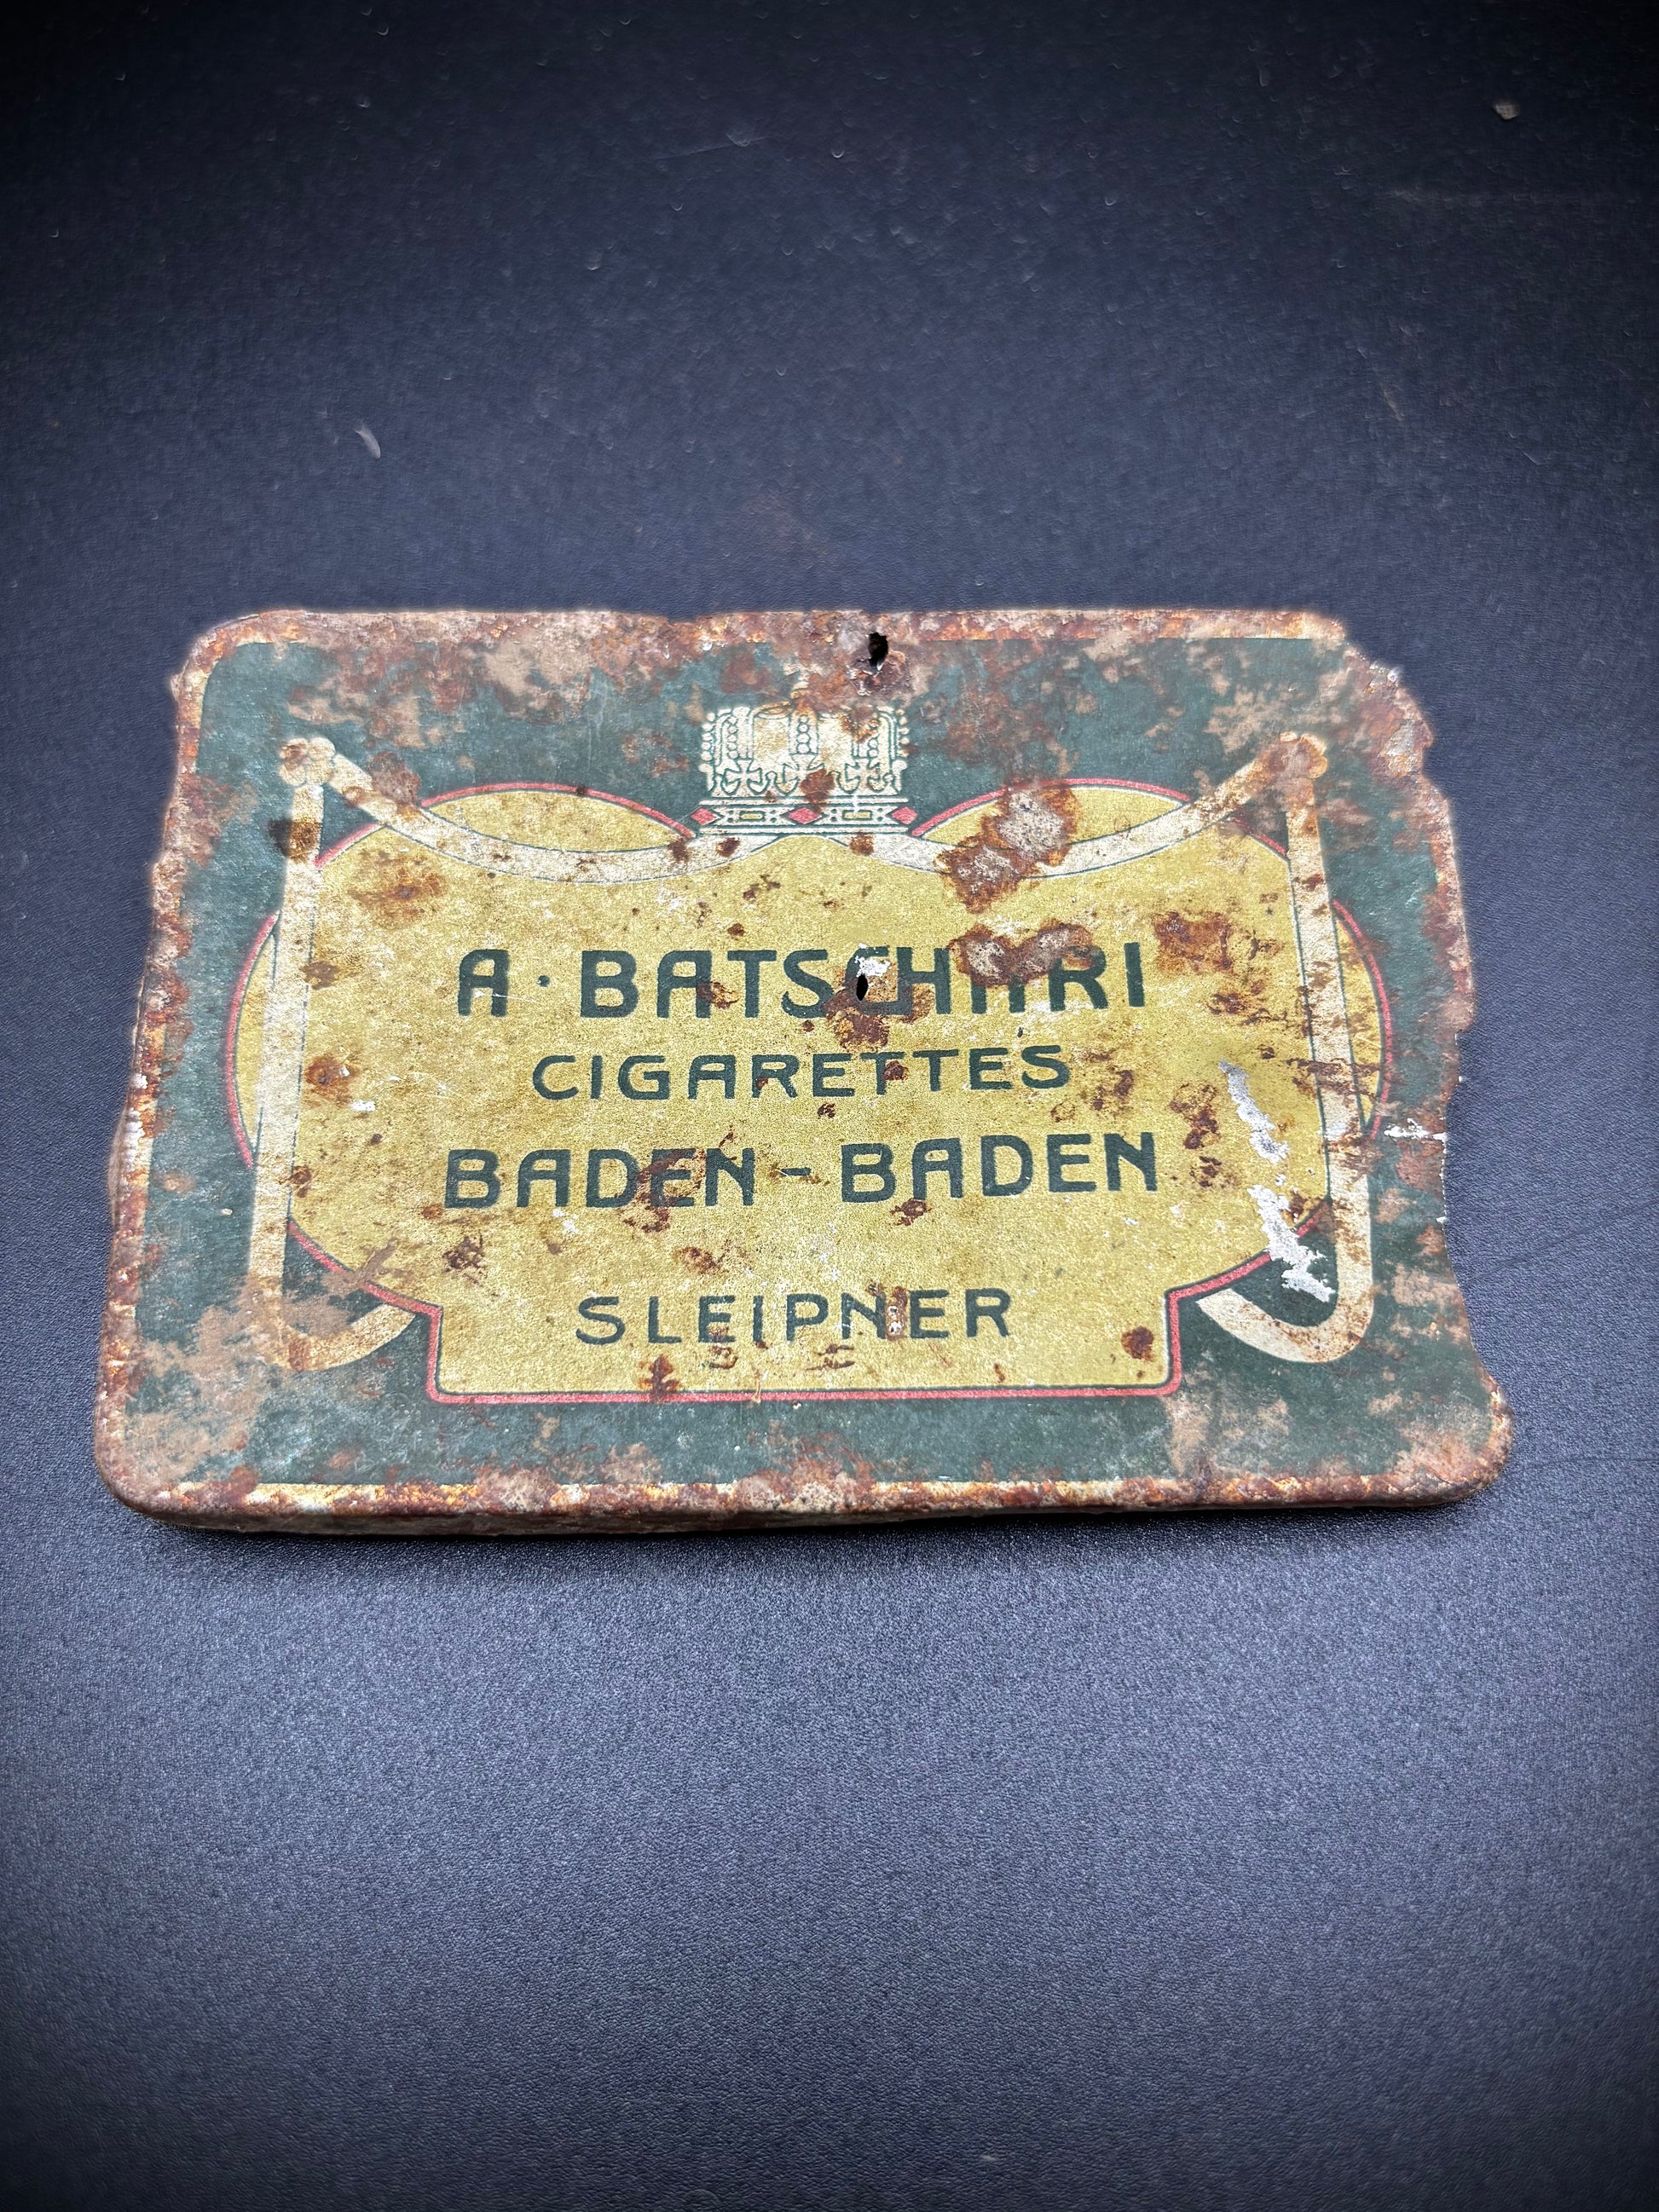 A·BATSCHARI
CIGARETTES
BADEN-BADEN
SLEIPNER